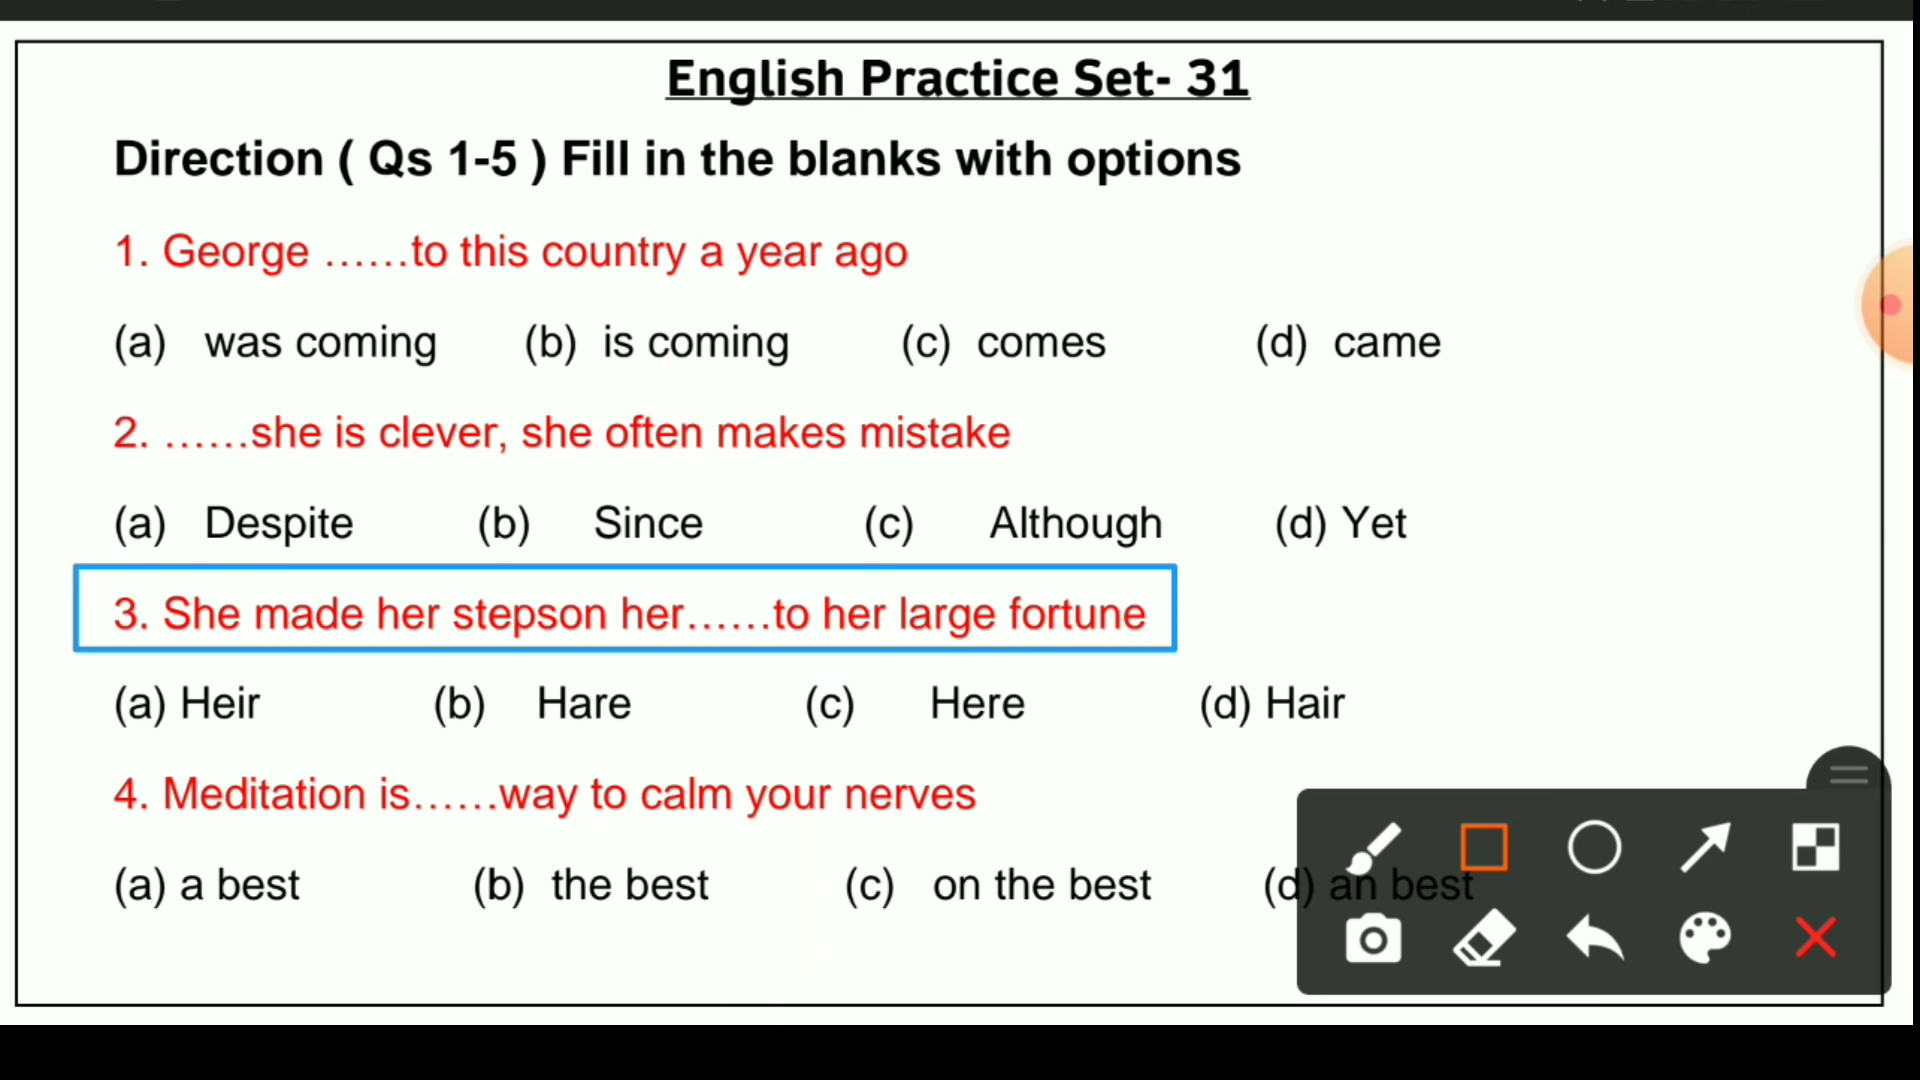 English Practice Set- 31
Direction ( Qs 1-5 ) Fill in the blanks with options
1. George ......to this country a year ago
(a) was coming (b) is coming (c) comes (d) came
2. ......she is clever, she often makes mistake
(a) Despite (b) Since (c) Although (d) Yet
3. She made her stepson her......to her large fortune
(a) Heir (b) Hare (c) Here (d) Hair
4. Meditation is......way to calm your nerves
(a) a best (b) the best (c) on the best (d) an best